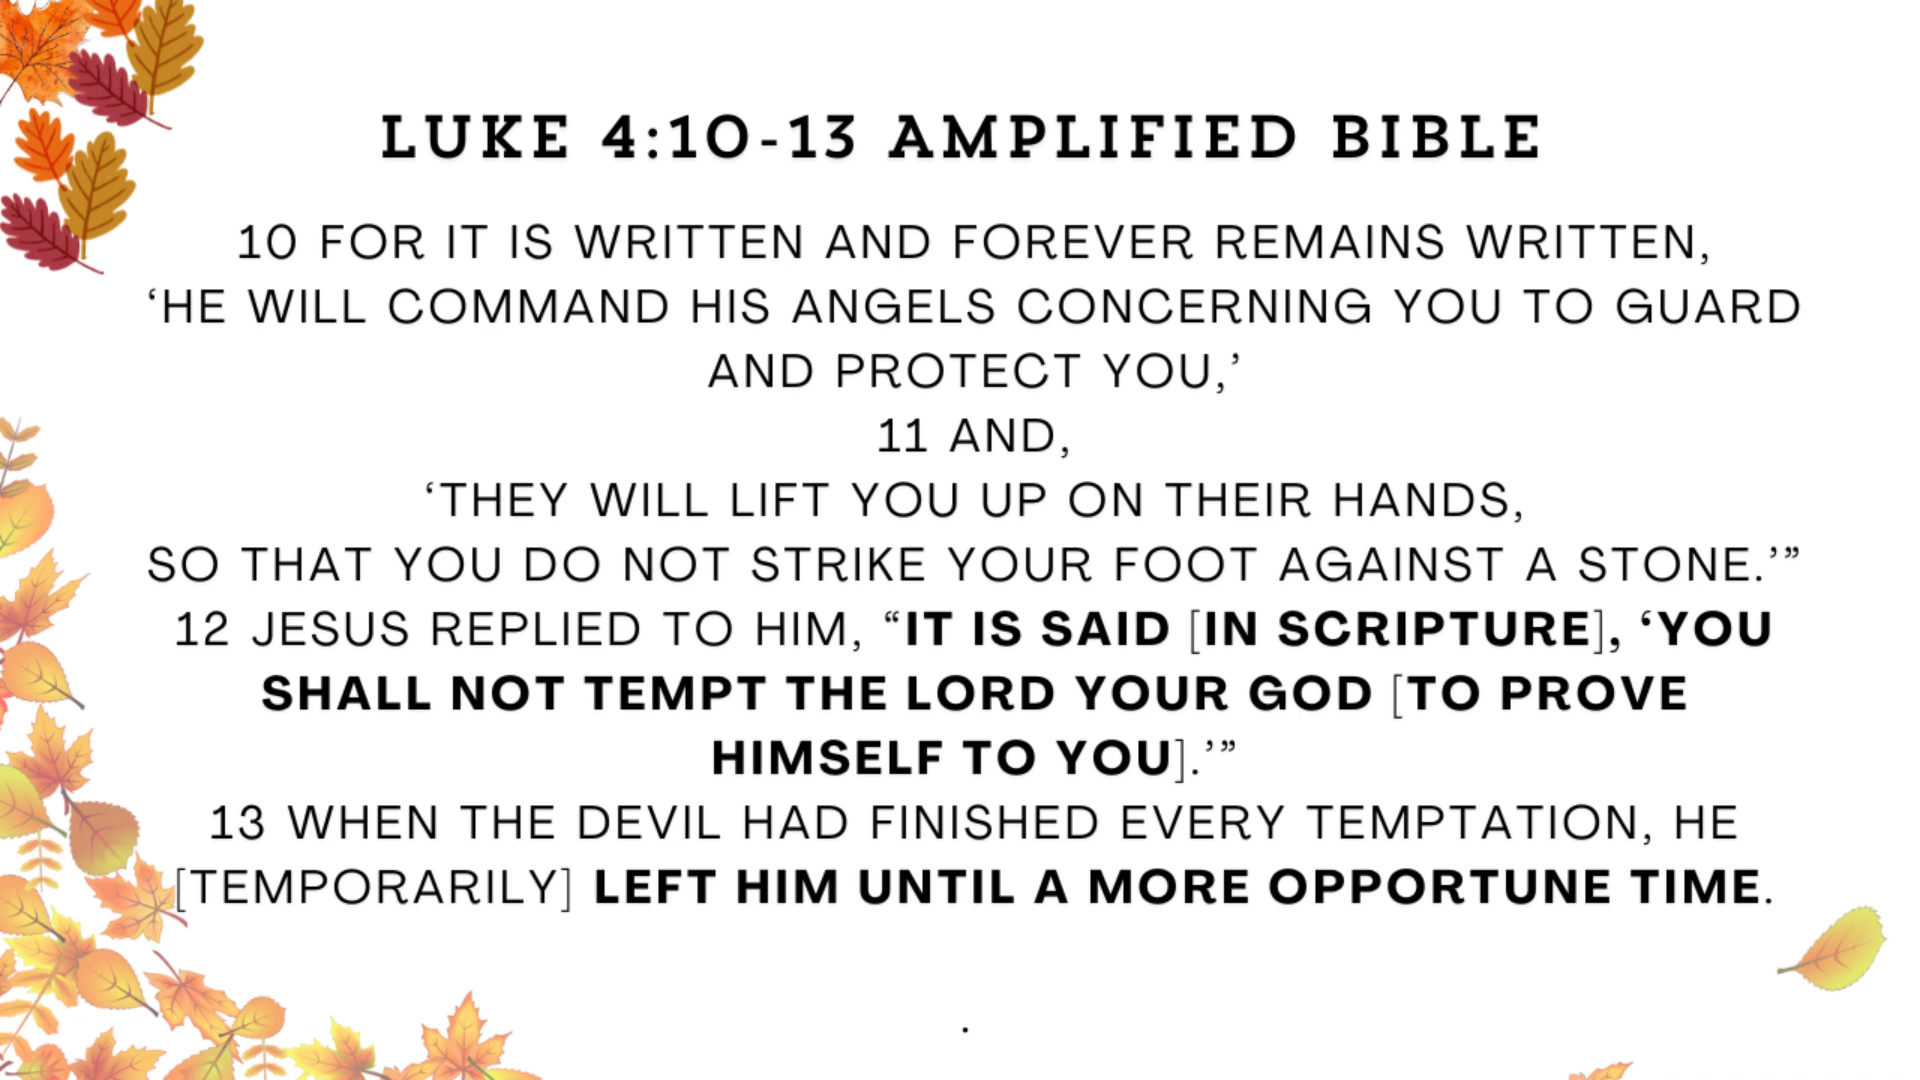 LUKE 4:10-13 AMPLIFIED BIBLE
10 FOR IT IS WRITTEN AND FOREVER REMAINS WRITTEN,
‘HE WILL COMMAND HIS ANGELS CONCERNING YOU TO GUARD
AND PROTECT YOU,’
11 AND,
‘THEY WILL LIFT YOU UP ON THEIR HANDS,
SO THAT YOU DO NOT STRIKE YOUR FOOT AGAINST A STONE.’”
12 JESUS REPLIED TO HIM, “IT IS SAID [IN SCRIPTURE], ‘YOU
SHALL NOT TEMPT THE LORD YOUR GOD [TO PROVE
HIMSELF TO YOU].’”
13 WHEN THE DEVIL HAD FINISHED EVERY TEMPTATION, HE
[TEMPORARILY] LEFT HIM UNTIL A MORE OPPORTUNE TIME.
.